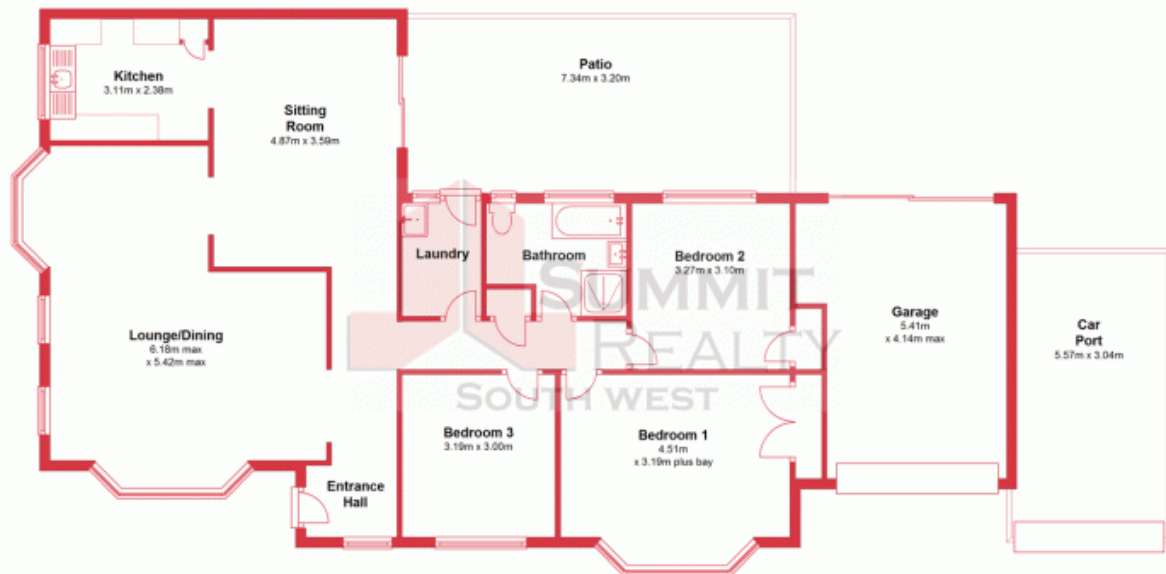 Kitchen
3.11m x 2.38m
Sitting
Room
4.87m x 3.59m
Patio
7.34m x 3.20m
Laundry
Bathroom
Bedroom 2
3.27m x 3.10m
Garage
5.41m
x 4.14m max
Car
Port
5.57m x 3.04m
Lounge/Dining
6.18m max
x 5.42m max
SUMMIT
REALTY
SOUTH WEST
Bedroom 3
3.19m x 3.00m
Bedroom 1
4.51m
x 3.19m plus bay
Entrance
Hall